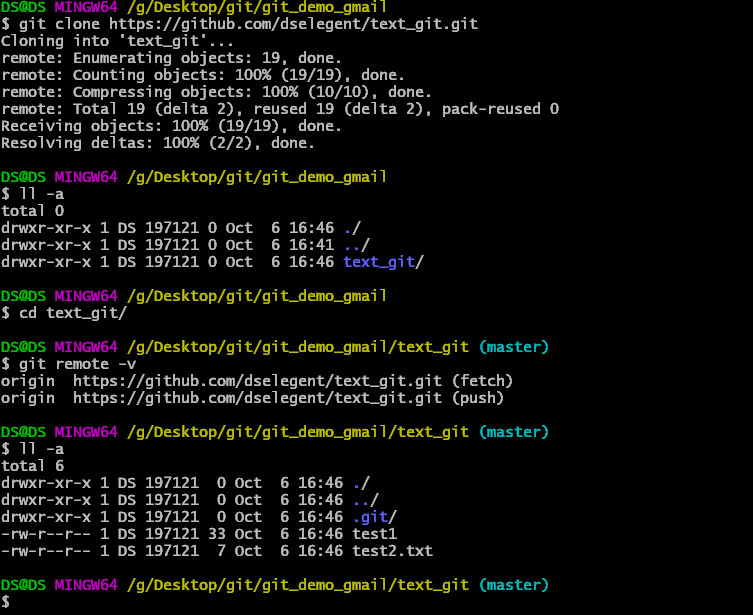 DS@DS MINGW64 /g/Desktop/git/git_demo_gmail
$ git clone https://github.com/dselegent/text_git.git
Cloning into 'text_git'...
remote: Enumerating objects: 19, done.
remote: Counting objects: 100% (19/19), done.
remote: Compressing objects: 100% (10/10), done.
remote: Total 19 (delta 2), reused 19 (delta 2), pack-reused 0
Receiving objects: 100% (19/19), done.
Resolving deltas: 100% (2/2), done.

DS@DS MINGW64 /g/Desktop/git/git_demo_gmail
$ ll -a
total 0
drwxr-xr-x 1 DS 197121 0 Oct  6 16:46 ./
drwxr-xr-x 1 DS 197121 0 Oct  6 16:41 ../
drwxr-xr-x 1 DS 197121 0 Oct  6 16:46 text_git/

DS@DS MINGW64 /g/Desktop/git/git_demo_gmail
$ cd text_git/

DS@DS MINGW64 /g/Desktop/git/git_demo_gmail/text_git (master)
$ git remote -v
origin  https://github.com/dselegent/text_git.git (fetch)
origin  https://github.com/dselegent/text_git.git (push)

DS@DS MINGW64 /g/Desktop/git/git_demo_gmail/text_git (master)
$ ll -a
total 6
drwxr-xr-x 1 DS 197121  0 Oct  6 16:46 ./
drwxr-xr-x 1 DS 197121  0 Oct  6 16:46 ../
drwxr-xr-x 1 DS 197121  0 Oct  6 16:46 .git/
-rw-r--r-- 1 DS 197121 33 Oct  6 16:46 test1
-rw-r--r-- 1 DS 197121  7 Oct  6 16:46 test2.txt

DS@DS MINGW64 /g/Desktop/git/git_demo_gmail/text_git (master)
$